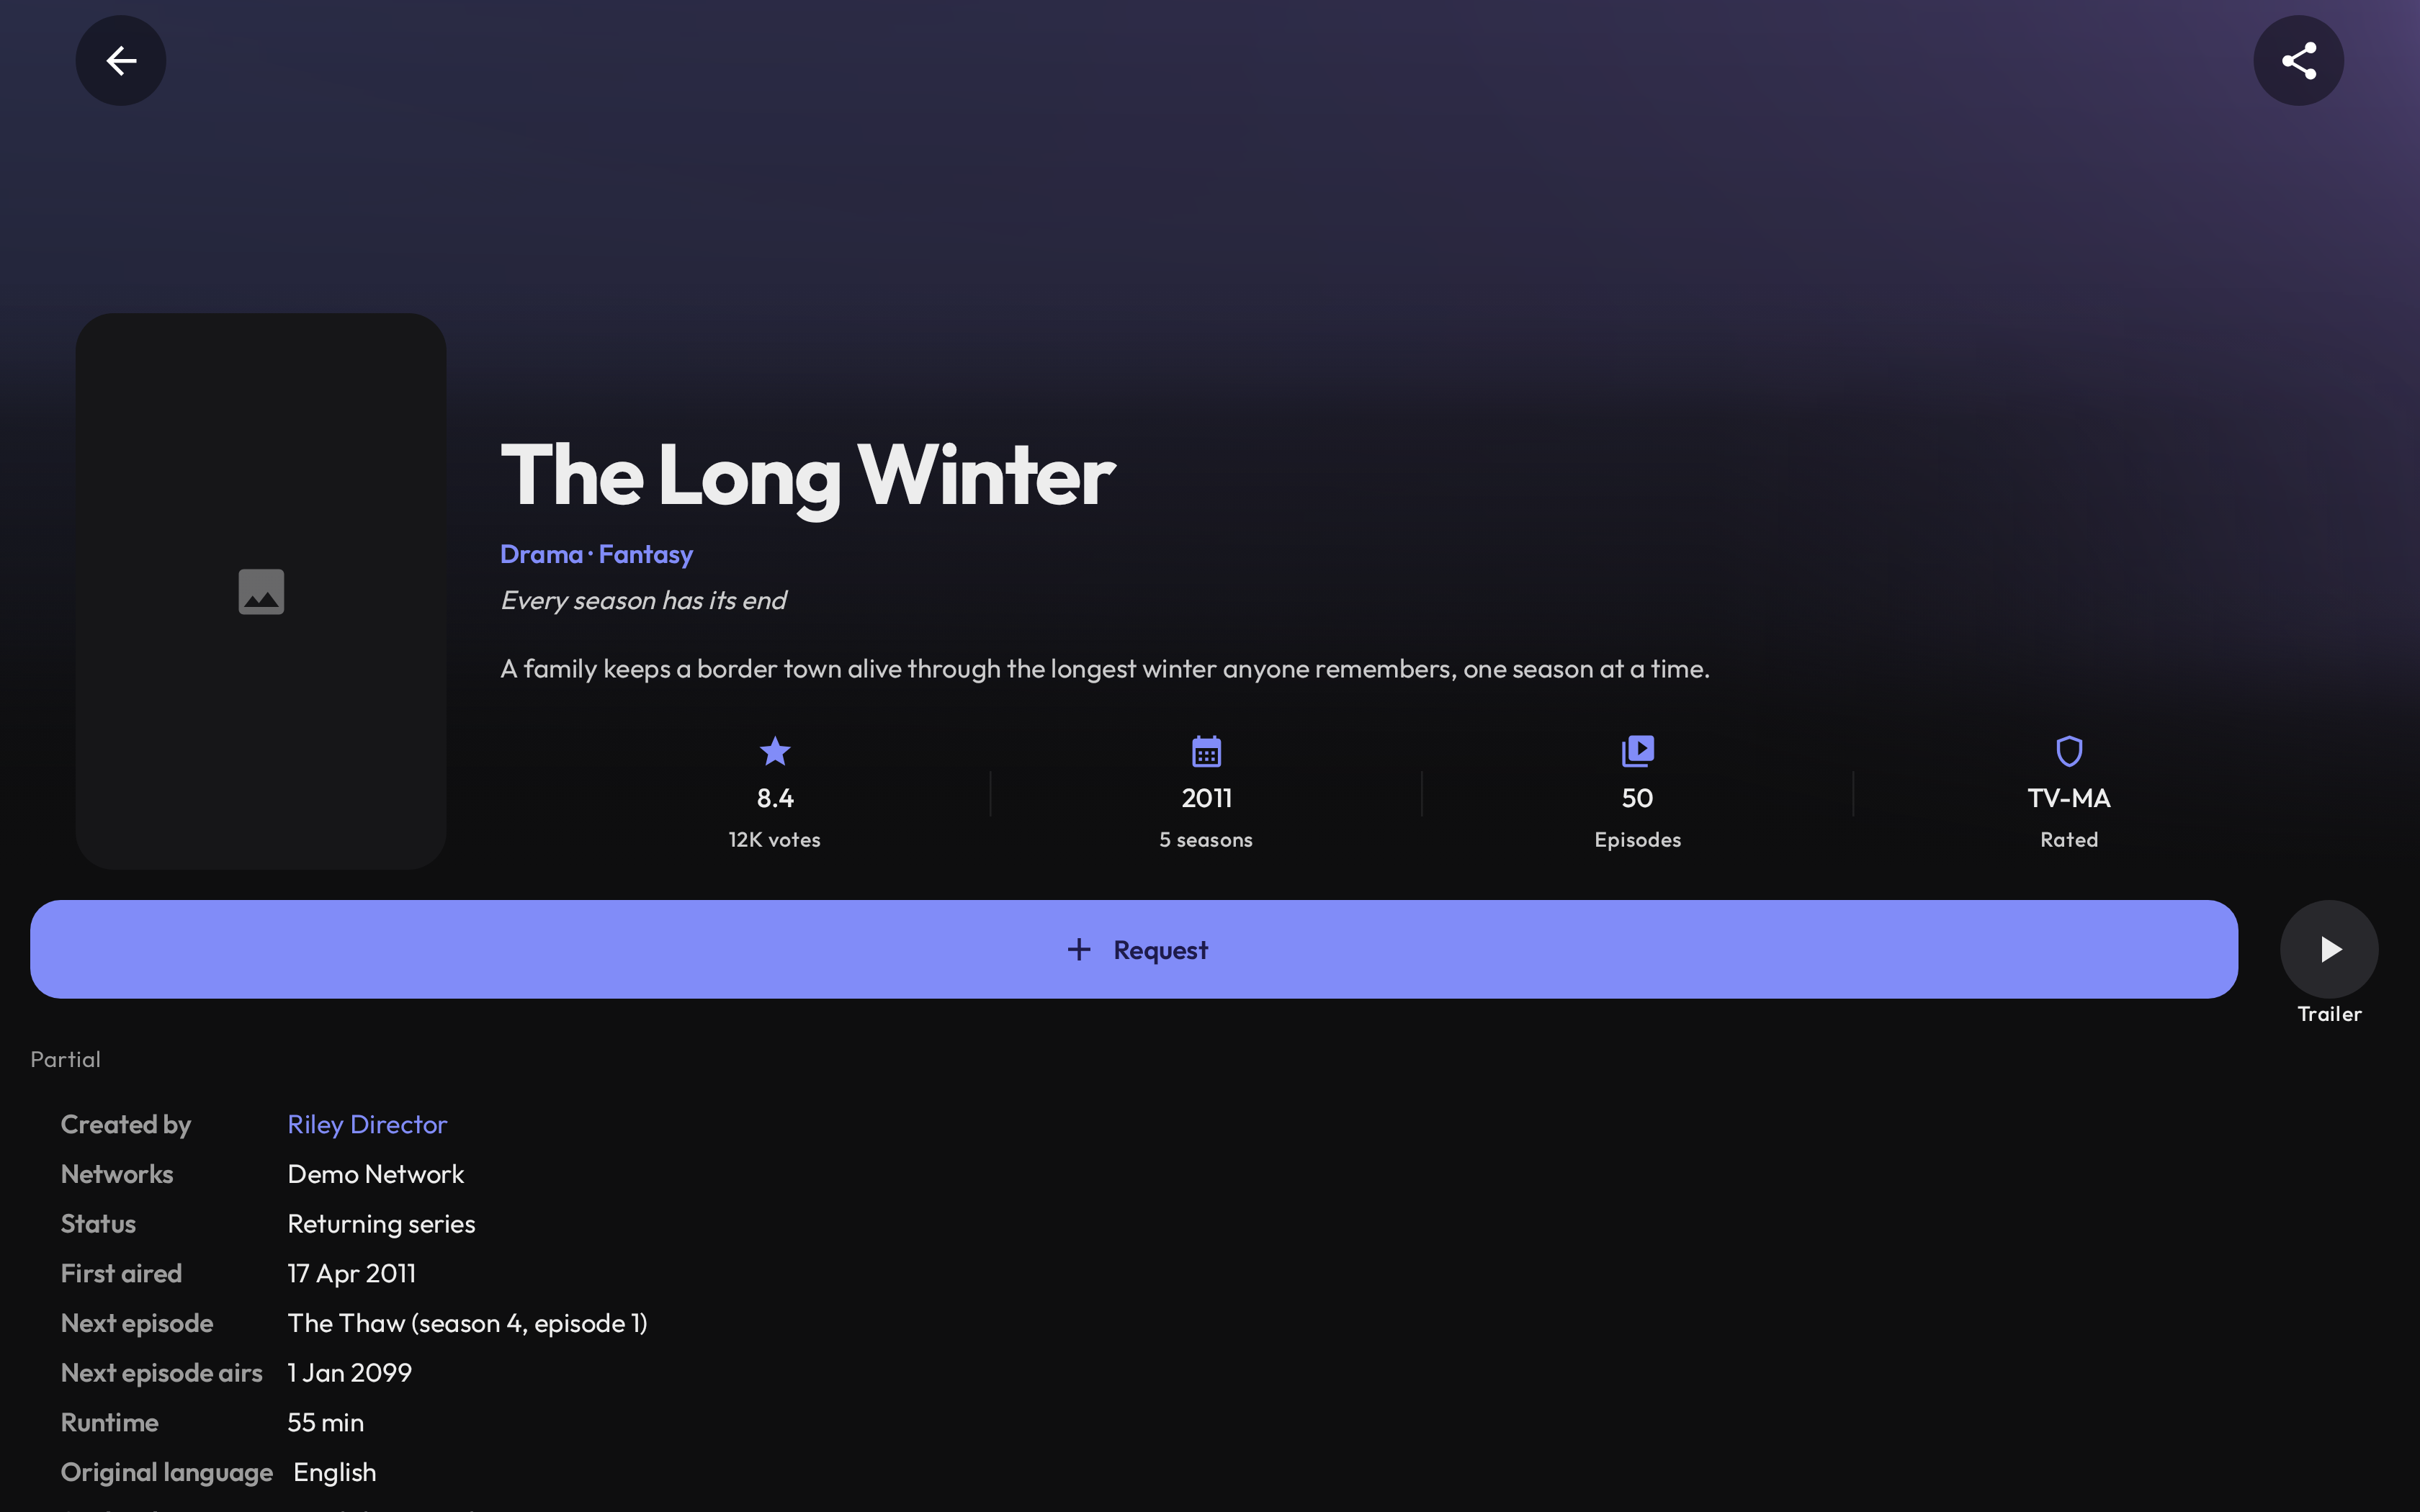 The Long Winter
Drama · Fantasy
Every season has its end
A family keeps a border town alive through the longest winter anyone remembers, one season at a time.
8.4
12K votes
2011
5 seasons
50
Episodes
TV-MA
Rated
+ Request
Trailer
Partial
Created by Riley Director
Networks Demo Network
Status Returning series
First aired 17 Apr 2011
Next episode The Thaw (season 4, episode 1)
Next episode airs 1 Jan 2099
Runtime 55 min
Original language English